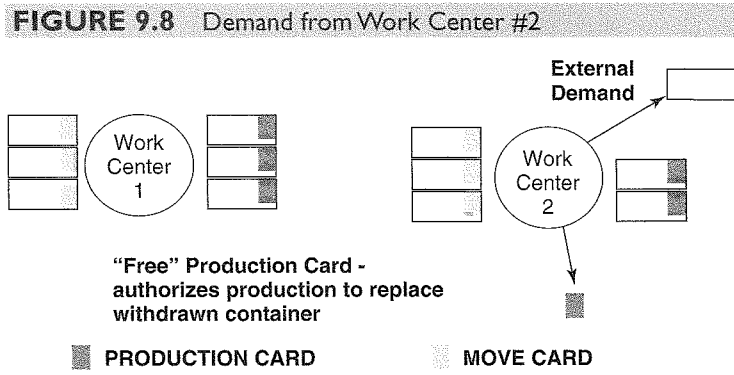 FIGURE 9.8 Demand from Work Center #2
External
Demand
Work
Center
1
Work
Center
2
“Free” Production Card -
authorizes production to replace
withdrawn container
PRODUCTION CARD
MOVE CARD